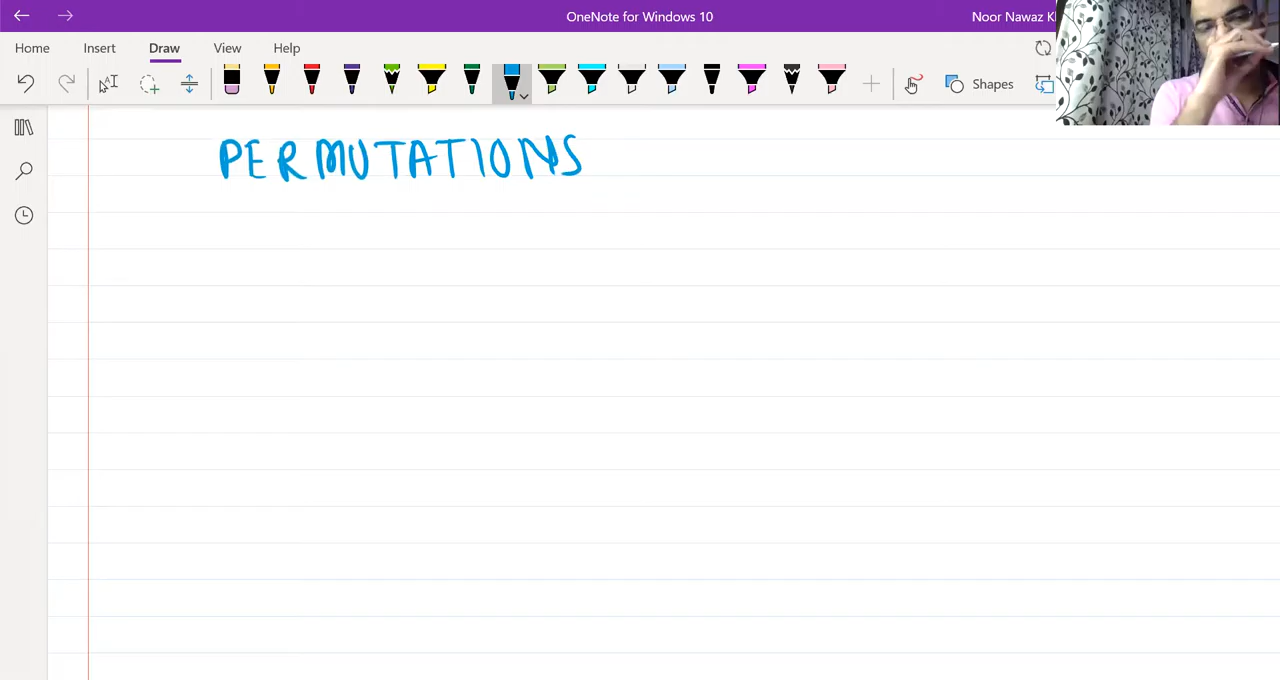 OneNote for Windows 10
Noor Nawaz
Home Insert Draw View Help
Shapes
PERMUTATIONS